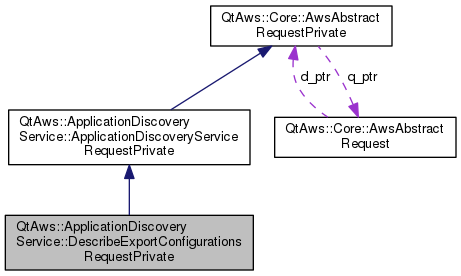 QtAws::Core::AwsAbstract
RequestPrivate
d_ptr
q_ptr
QtAws::ApplicationDiscovery
Service::ApplicationDiscoveryService
RequestPrivate
QtAws::Core::AwsAbstract
Request
QtAws::ApplicationDiscovery
Service::DescribeExportConfigurations
RequestPrivate